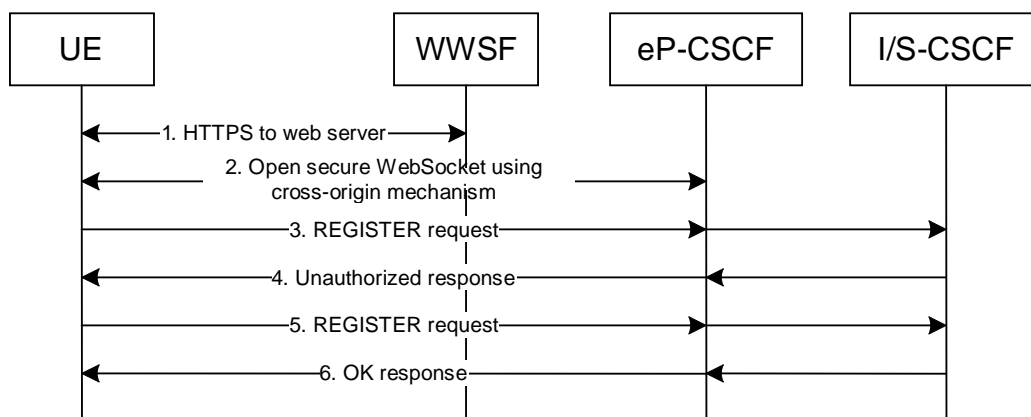 UE
WWSF
eP-CSCF
I/S-CSCF
1. HTTPS to web server
2. Open secure WebSocket using
cross-origin mechanism
3. REGISTER request
4. Unauthorized response
5. REGISTER request
6. OK response